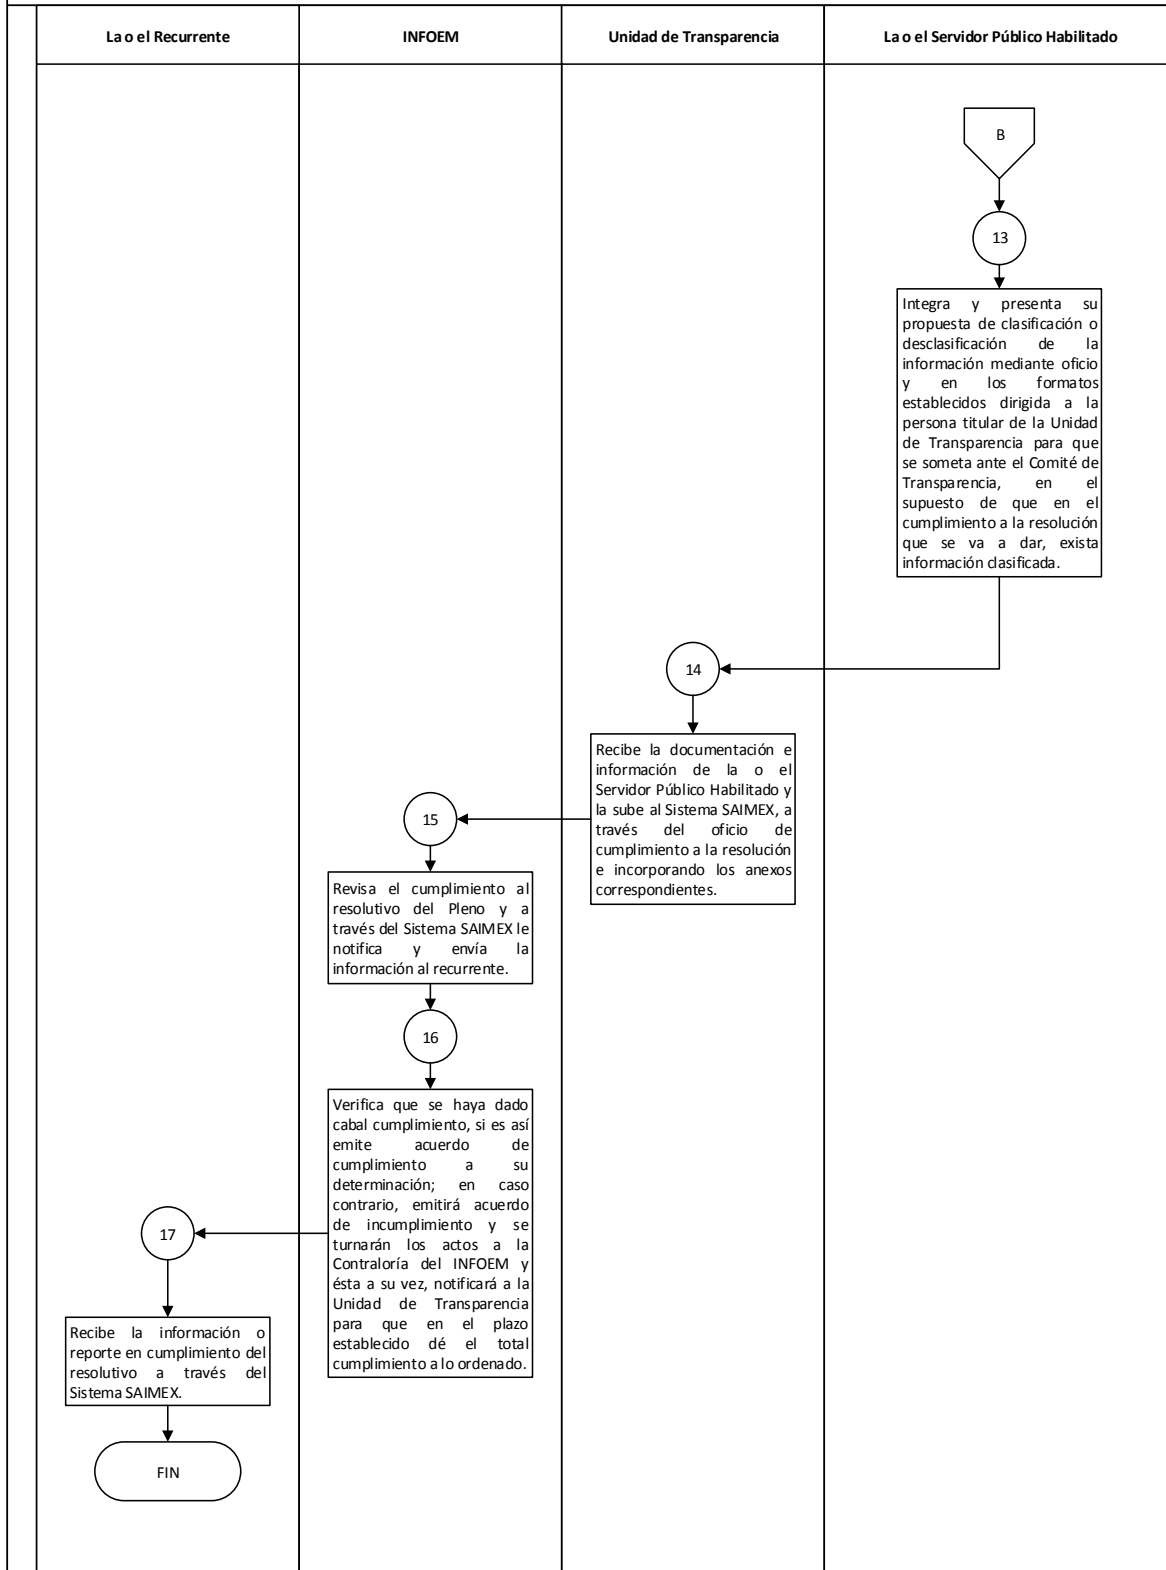 La o el Recurrente
INFOEM
Unidad de Transparencia
La o el Servidor Público Habilitado
B
13
Integra y presenta su
propuesta de clasificación o
desclasificación de la
información mediante oficio
y en los formatos
establecidos dirigida a la
persona titular de la Unidad
de Transparencia para que
se someta ante el Comité de
Transparencia, en el
supuesto de que en el
cumplimiento a la resolución
que se va a dar, exista
información clasificada.
14
Recibe la documentación e
información de la o el
Servidor Público Habilitado y
la sube al Sistema SAIMEX, a
través del oficio de
cumplimiento a la resolución
e incorporando los anexos
correspondientes.
15
Revisa el cumplimiento al
resolutivo del Pleno y a
través del Sistema SAIMEX le
notifica y envía la
información al recurrente.
16
Verifica que se haya dado
cabal cumplimiento, si es así
emite acuerdo de
cumplimiento a su
determinación; en caso
contrario, emitirá acuerdo
de incumplimiento y se
turnarán los actos a la
Contraloría del INFOEM y
ésta a su vez, notificará a la
Unidad de Transparencia
para que en el plazo
establecido dé el total
cumplimiento a lo ordenado.
17
Recibe la información o
reporte en cumplimiento del
resolutivo a través del
Sistema SAIMEX.
FIN